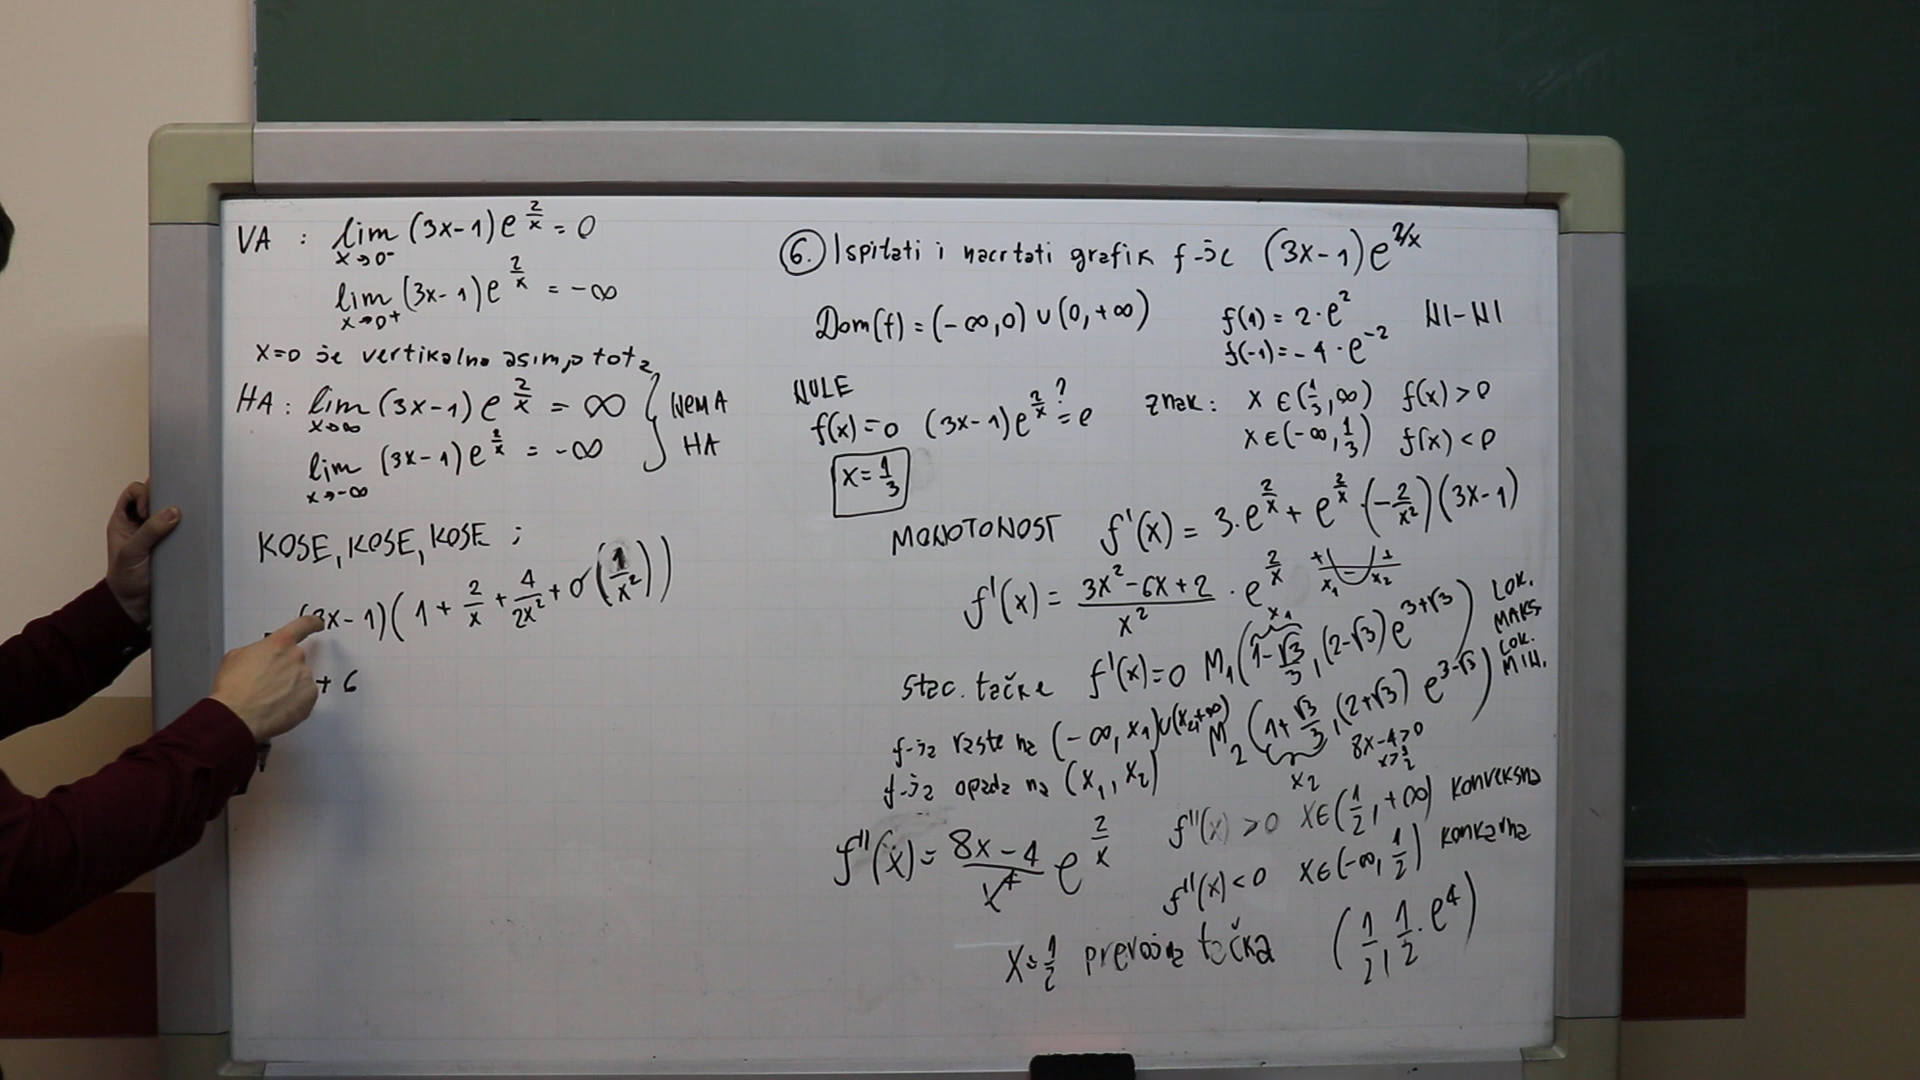 VA : lim (3x-1)e^{2/x} = 0
x→0⁻
lim (3x-1)e^{2/x} = -∞
x→0⁺
x=0 je vertikalna asimptota
HA : lim (3x-1)e^{2/x} = ∞
x→∞
lim (3x-1)e^{2/x} = -∞
x→-∞
} NEMA
HA
KOSE, KOSE, KOSE ;
(3x-1)(1 + 2/x + 4/2x² + o(1/x²))
+ 6
6. Ispitati i nacrtati grafik f-je (3x-1)e^{2/x}
Dom(f) = (-∞,0) ∪ (0,+∞)
f(1) = 2·e²
f(-1) = -4·e^{-2}
NI-NI
NULE
f(x)=0 (3x-1)e^{2/x} =? 0
x = 1/3
znak : x ∈ (1/3, ∞) f(x) > 0
x ∈ (-∞, 1/3) f(x) < 0
MONOTONOST f'(x) = 3·e^{2/x} + e^{2/x}·(-2/x²)(3x-1)
f'(x) = (3x²-6x+2)/x² · e^{2/x}
+ - +
x₁ x₂
x₁
stac. tačke f'(x)=0 M₁(1-√3/3, (2-√3)e^{3+√3}) LOK. MAKS.
M₂(1+√3/3, (2+√3)e^{3-√3}) LOK. MIN.
x₂
f-ja raste na (-∞, x₁)∪(x₂,+∞)
f-ja opada na (x₁, x₂)
8x-4>0
x>1/2
f''(x) = (8x-4)/x⁴ e^{2/x}
f''(x) > 0 x∈(1/2, +∞) konveksna
f''(x) < 0 x∈(-∞, 1/2) konkavna
x=1/2 prevojna tačka (1/2, 1/2·e⁴)